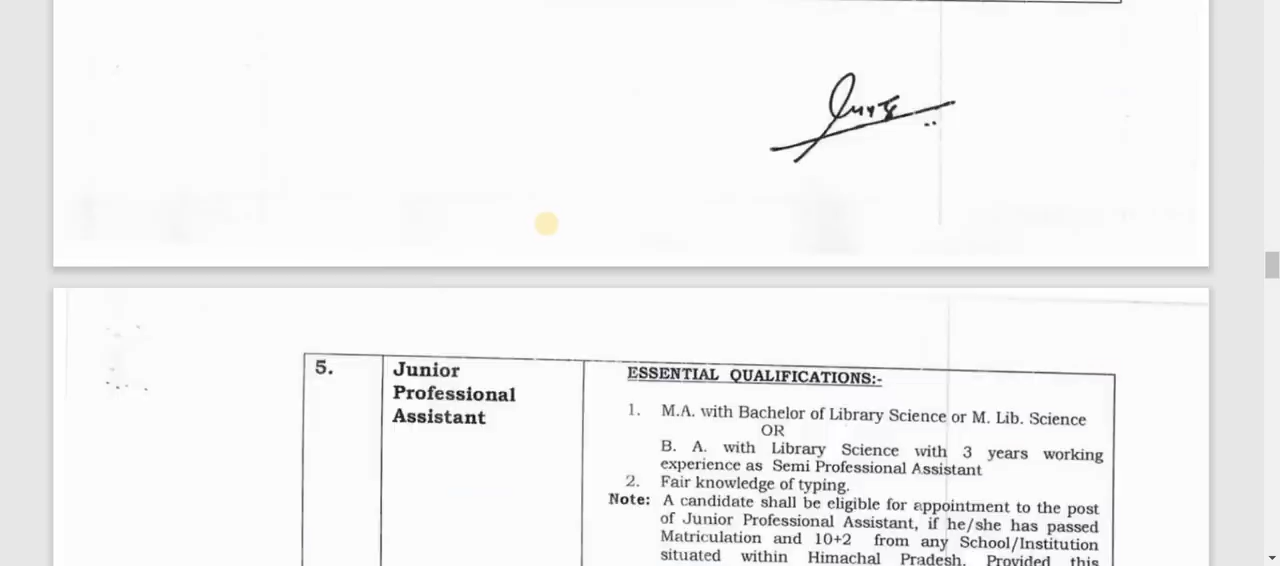 5.
Junior
Professional
Assistant
ESSENTIAL QUALIFICATIONS:-
1. M.A. with Bachelor of Library Science or M. Lib. Science
OR
B. A. with Library Science with 3 years working
experience as Semi Professional Assistant
2. Fair knowledge of typing.
Note: A candidate shall be eligible for appointment to the post
of Junior Professional Assistant, if he/she has passed
Matriculation and 10+2 from any School/Institution
situated within Himachal Pradesh. Provided this